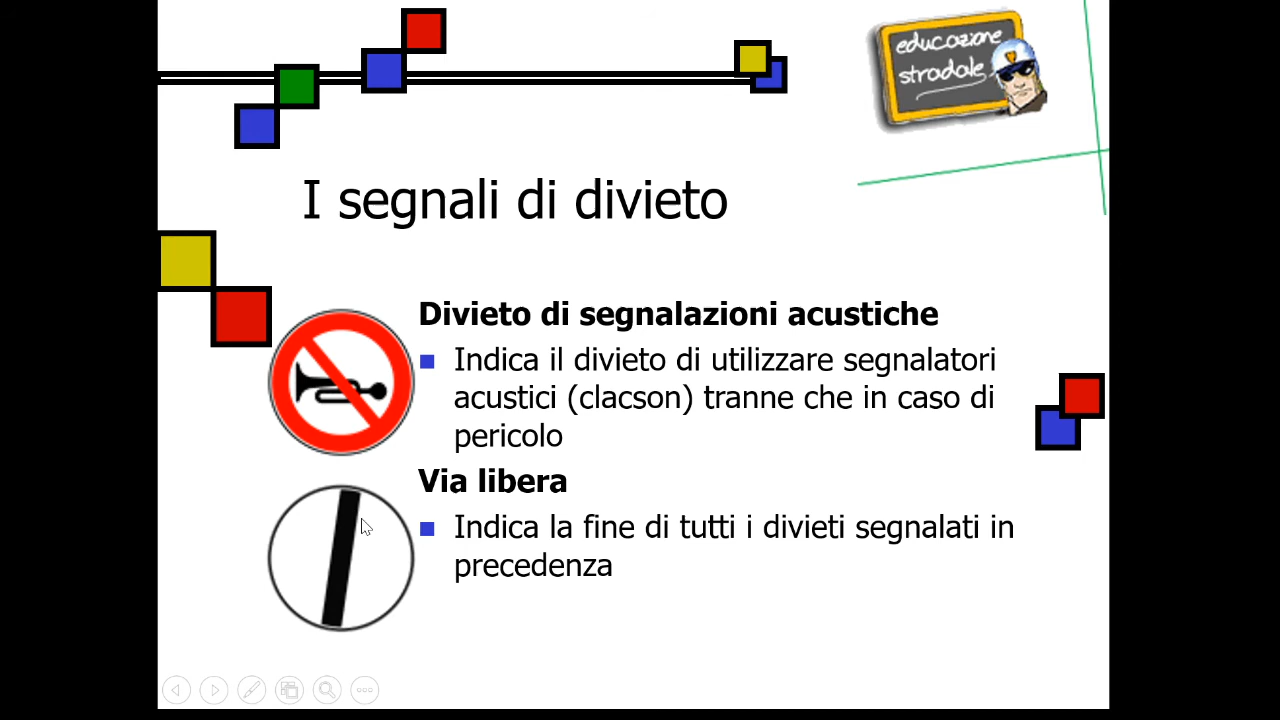 educazione
stradale
I segnali di divieto
Divieto di segnalazioni acustiche
Indica il divieto di utilizzare segnalatori
acustici (clacson) tranne che in caso di
pericolo
Via libera
Indica la fine di tutti i divieti segnalati in
precedenza